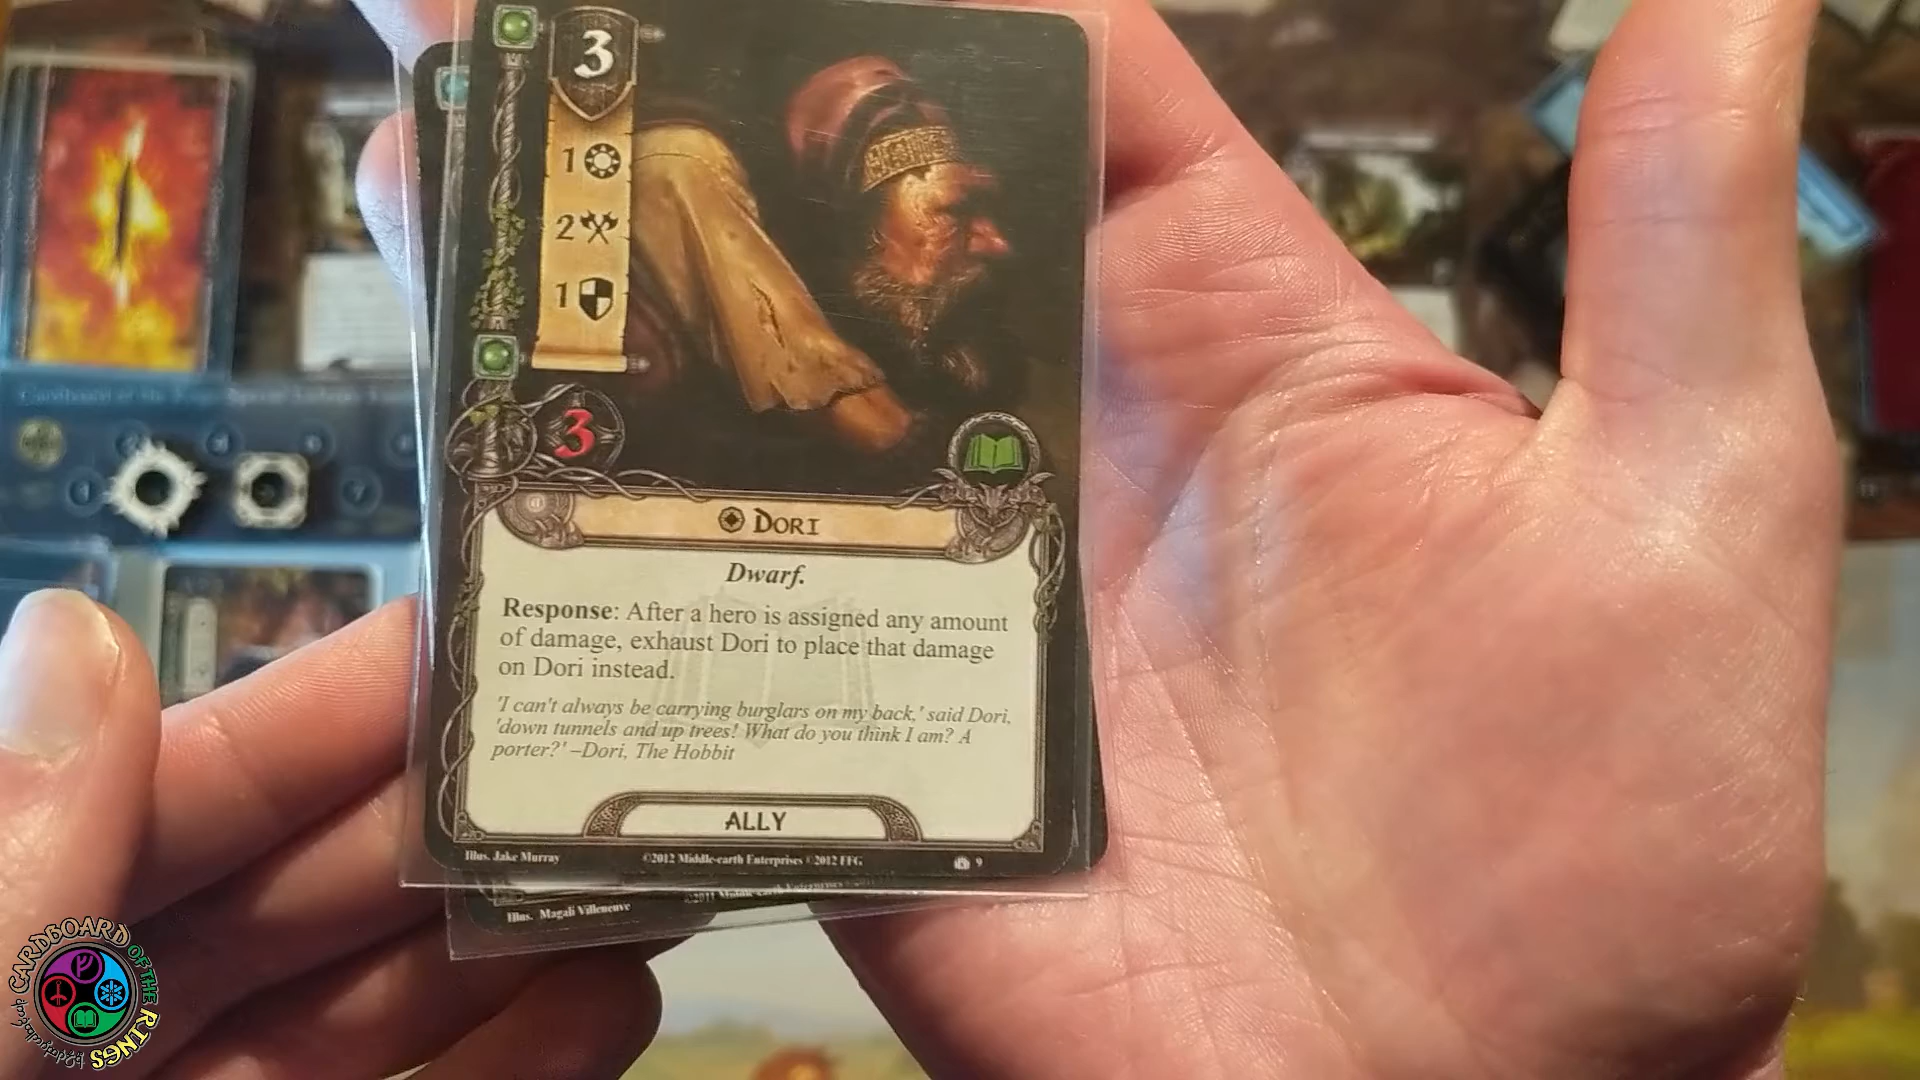 3
1
2
1
3
DORI
Dwarf.
Response: After a hero is assigned any amount
of damage, exhaust Dori to place that damage
on Dori instead.
'I can't always be carrying burglars on my back,' said Dori,
'down tunnels and up trees! What do you think I am? A
porter?' –Dori, The Hobbit
ALLY
Illus. Jake Murray
©2012 Middle-earth Enterprises ©2012 FFG
9
Illus. Magali Villeneuve
CARDBOARD OF THE RINGS